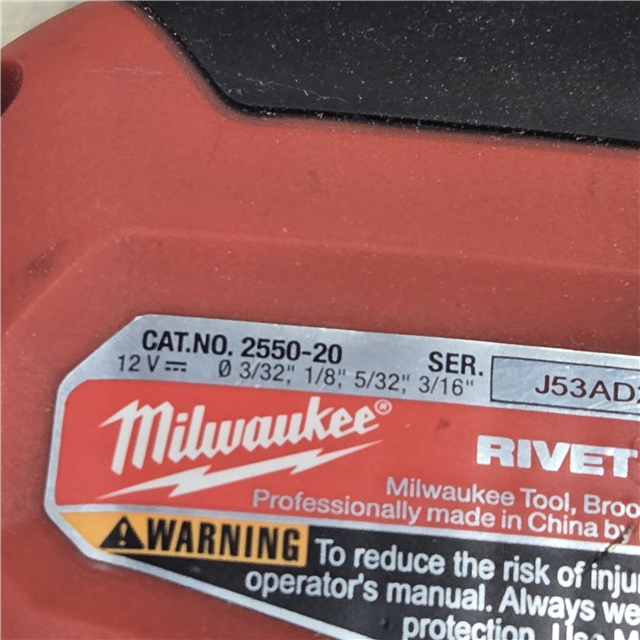 CAT.NO. 2550-20 SER.
12 V⎓ Ø 3/32", 1/8", 5/32", 3/16" J53AD
Milwaukee®
RIVET
Milwaukee Tool, Broo
Professionally made in China by
WARNING To reduce the risk of inju
operator's manual. Always we
protection. Use